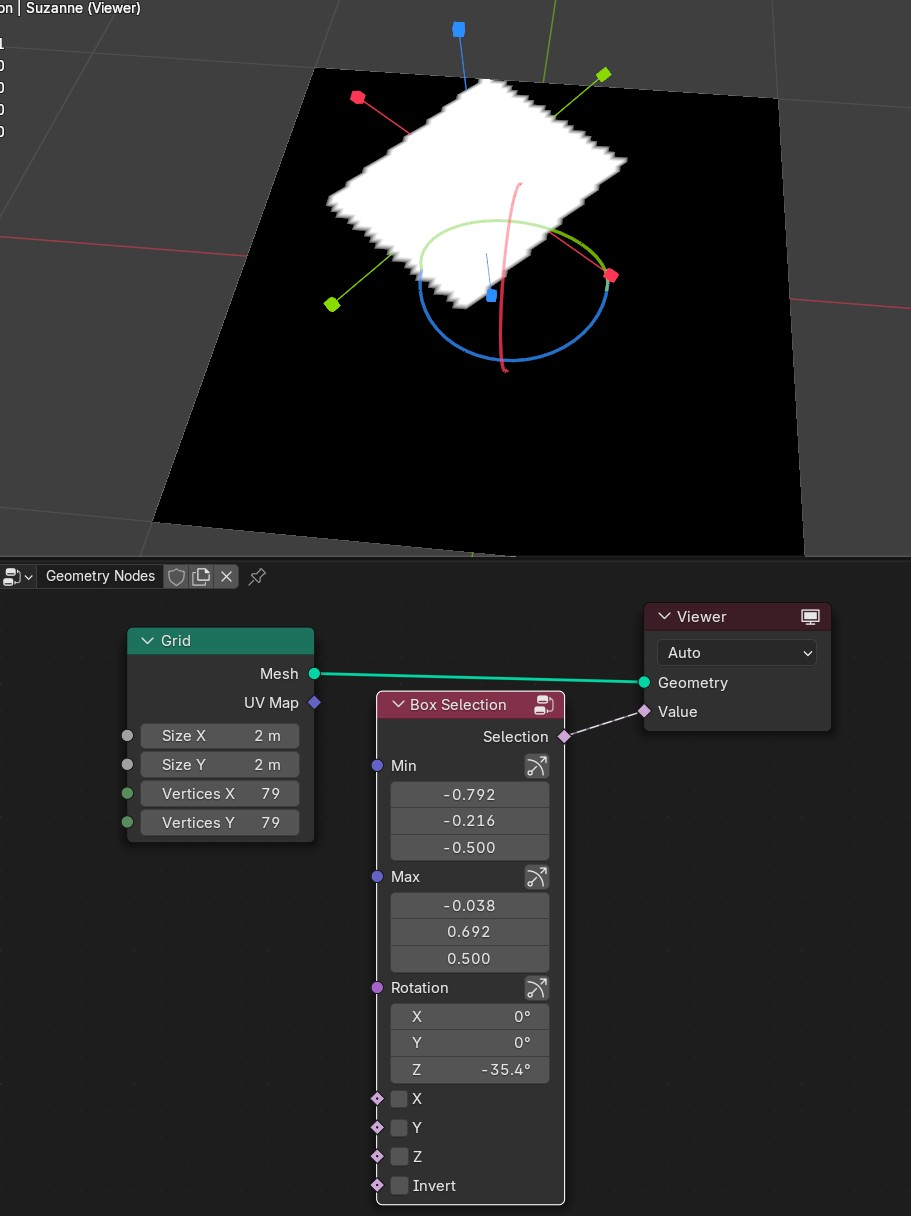 on | Suzanne (Viewer)
1
0
0
0
0
Geometry Nodes
Grid
Mesh
UV Map
Size X 2 m
Size Y 2 m
Vertices X 79
Vertices Y 79
Box Selection
Selection
Min
-0.792
-0.216
-0.500
Max
-0.038
0.692
0.500
Rotation
X 0°
Y 0°
Z -35.4°
X
Y
Z
Invert
Viewer
Auto
Geometry
Value